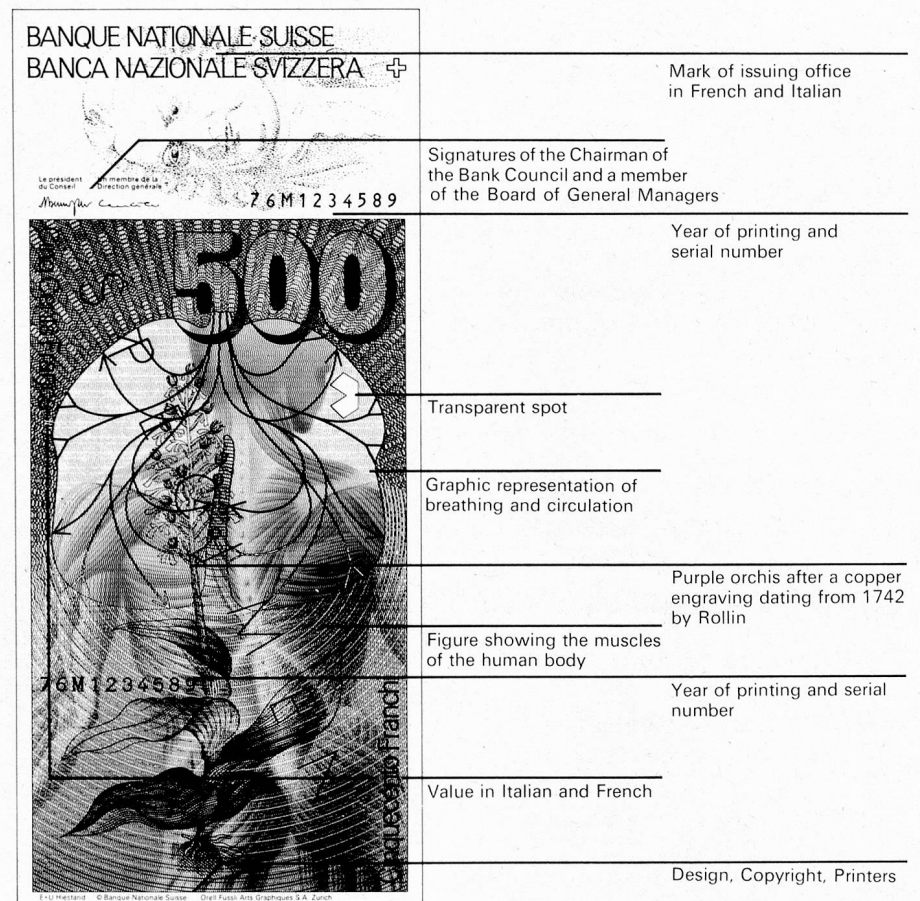 BANQUE NATIONALE SUISSE
BANCA NAZIONALE SVIZZERA
Mark of issuing office
in French and Italian
Signatures of the Chairman of
the Bank Council and a member
of the Board of General Managers
Le président
du Conseil
Un membre de la
Direction générale
76M1234589
Year of printing and
serial number
500
Transparent spot
Graphic representation of
breathing and circulation
Purple orchis after a copper
engraving dating from 1742
by Rollin
Figure showing the muscles
of the human body
76M1234589
Year of printing and serial
number
Cinquecento Franchi
Value in Italian and French
Design, Copyright, Printers
E+U Hiestand © Banque Nationale Suisse Orell Füssli Arts Graphiques S.A. Zurich